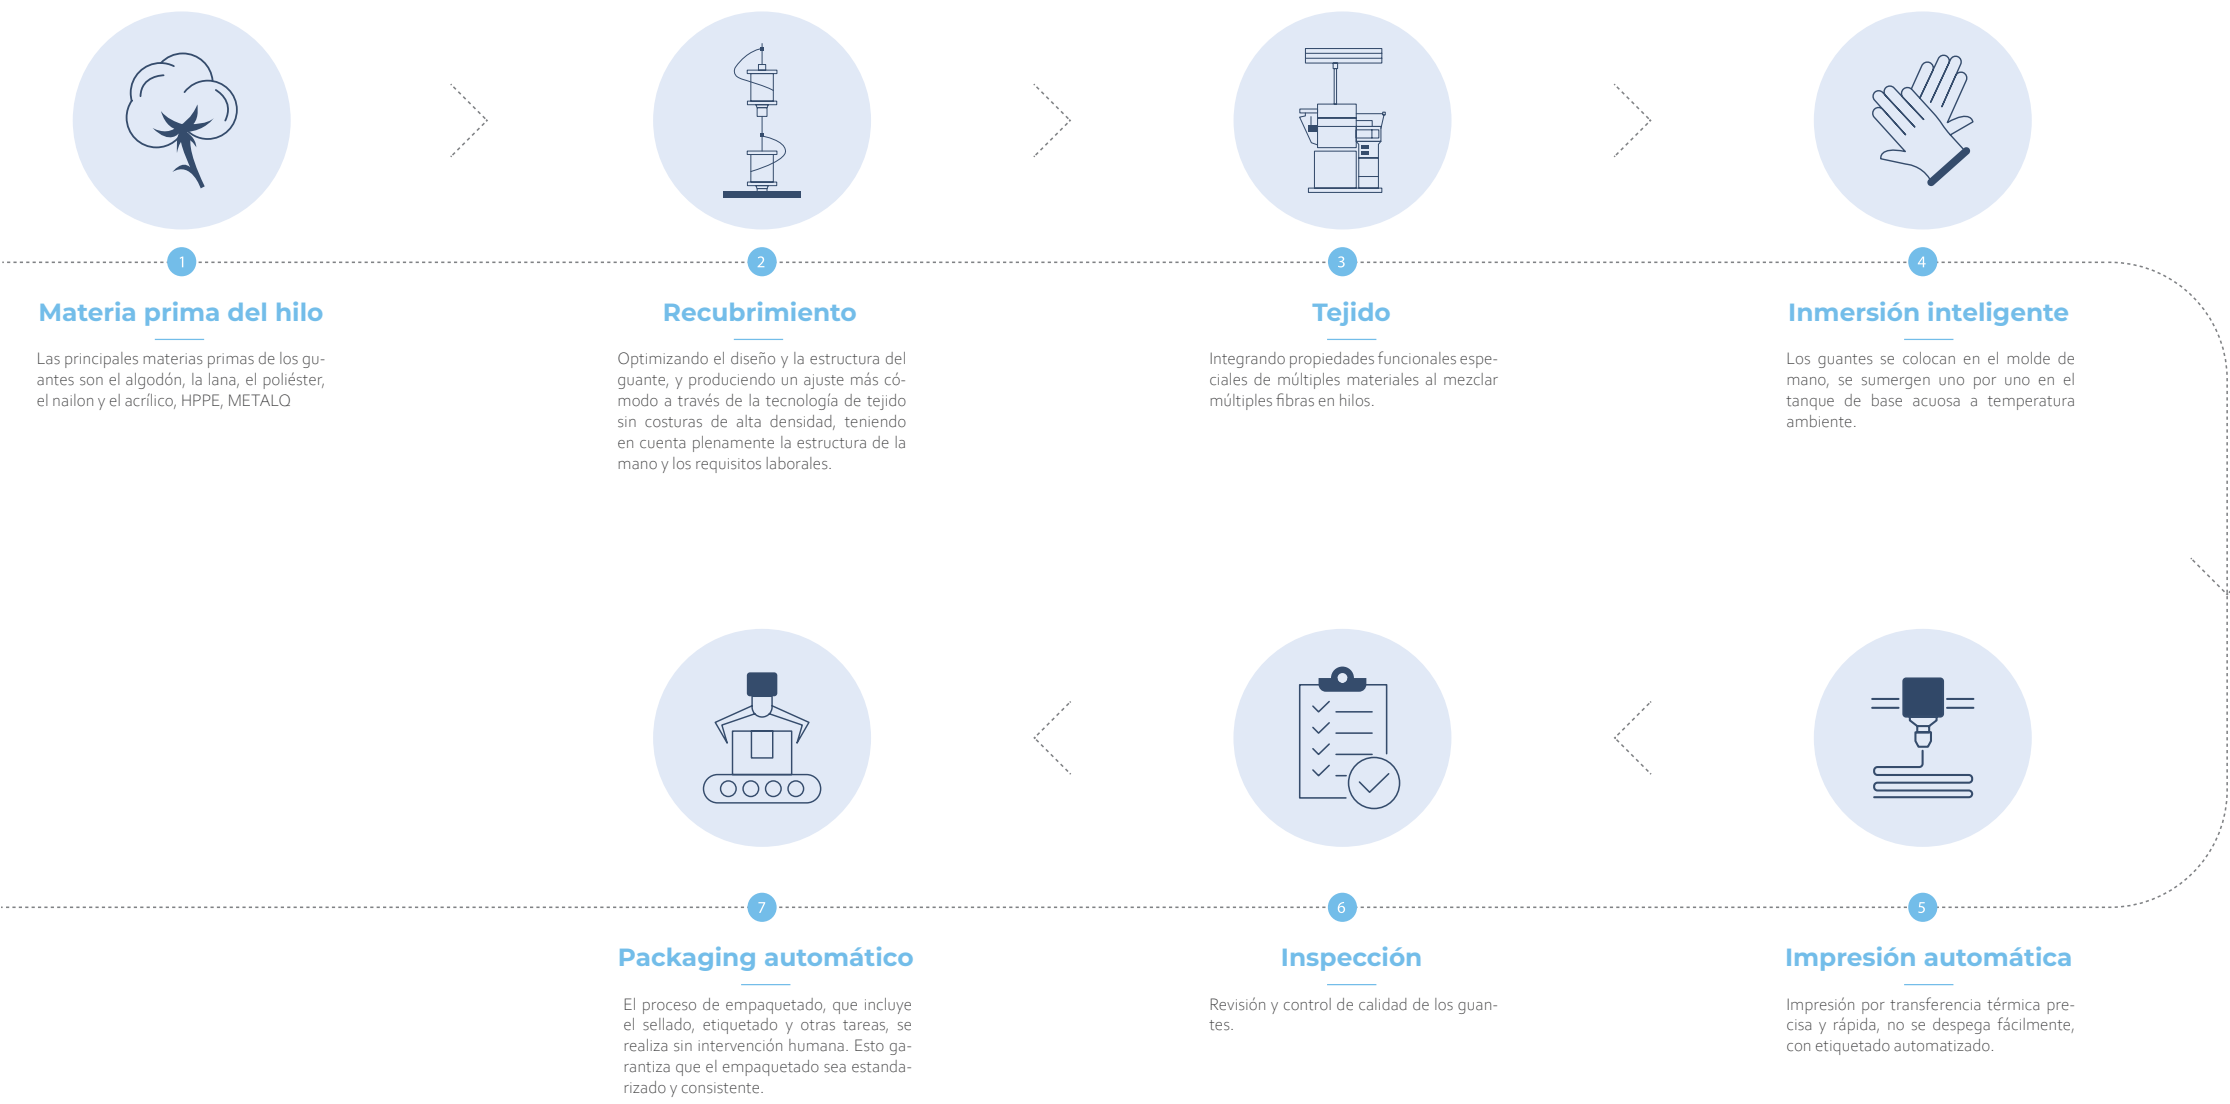 1
Materia prima del hilo
Las principales materias primas de los gu-
antes son el algodón, la lana, el poliéster,
el nailon y el acrílico, HPPE, METALQ
2
Recubrimiento
Optimizando el diseño y la estructura del
guante, y produciendo un ajuste más có-
modo a través de la tecnología de tejido
sin costuras de alta densidad, teniendo
en cuenta plenamente la estructura de la
mano y los requisitos laborales.
3
Tejido
Integrando propiedades funcionales espe-
ciales de múltiples materiales al mezclar
múltiples fibras en hilos.
4
Inmersión inteligente
Los guantes se colocan en el molde de
mano, se sumergen uno por uno en el
tanque de base acuosa a temperatura
ambiente.
5
Impresión automática
Impresión por transferencia térmica pre-
cisa y rápida, no se despega fácilmente,
con etiquetado automatizado.
6
Inspección
Revisión y control de calidad de los guan-
tes.
7
Packaging automático
El proceso de empaquetado, que incluye
el sellado, etiquetado y otras tareas, se
realiza sin intervención humana. Esto ga-
rantiza que el empaquetado sea estanda-
rizado y consistente.